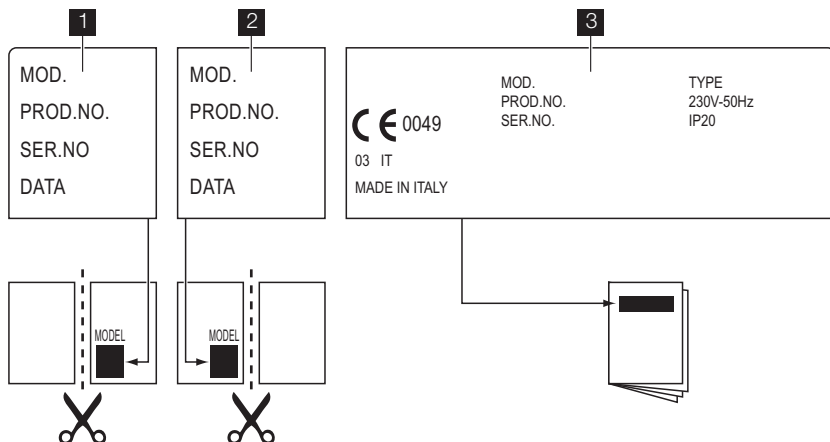 1
MOD.
PROD.NO.
SER.NO
DATA
2
MOD.
PROD.NO.
SER.NO
DATA
3
MOD.
PROD.NO.
SER.NO.
TYPE
230V-50Hz
IP20
CE 0049
03 IT
MADE IN ITALY
MODEL
MODEL